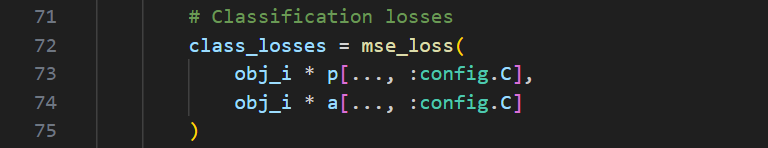 71 # Classification losses
72 class_losses = mse_loss(
73 obj_i * p[..., :config.C],
74 obj_i * a[..., :config.C]
75 )